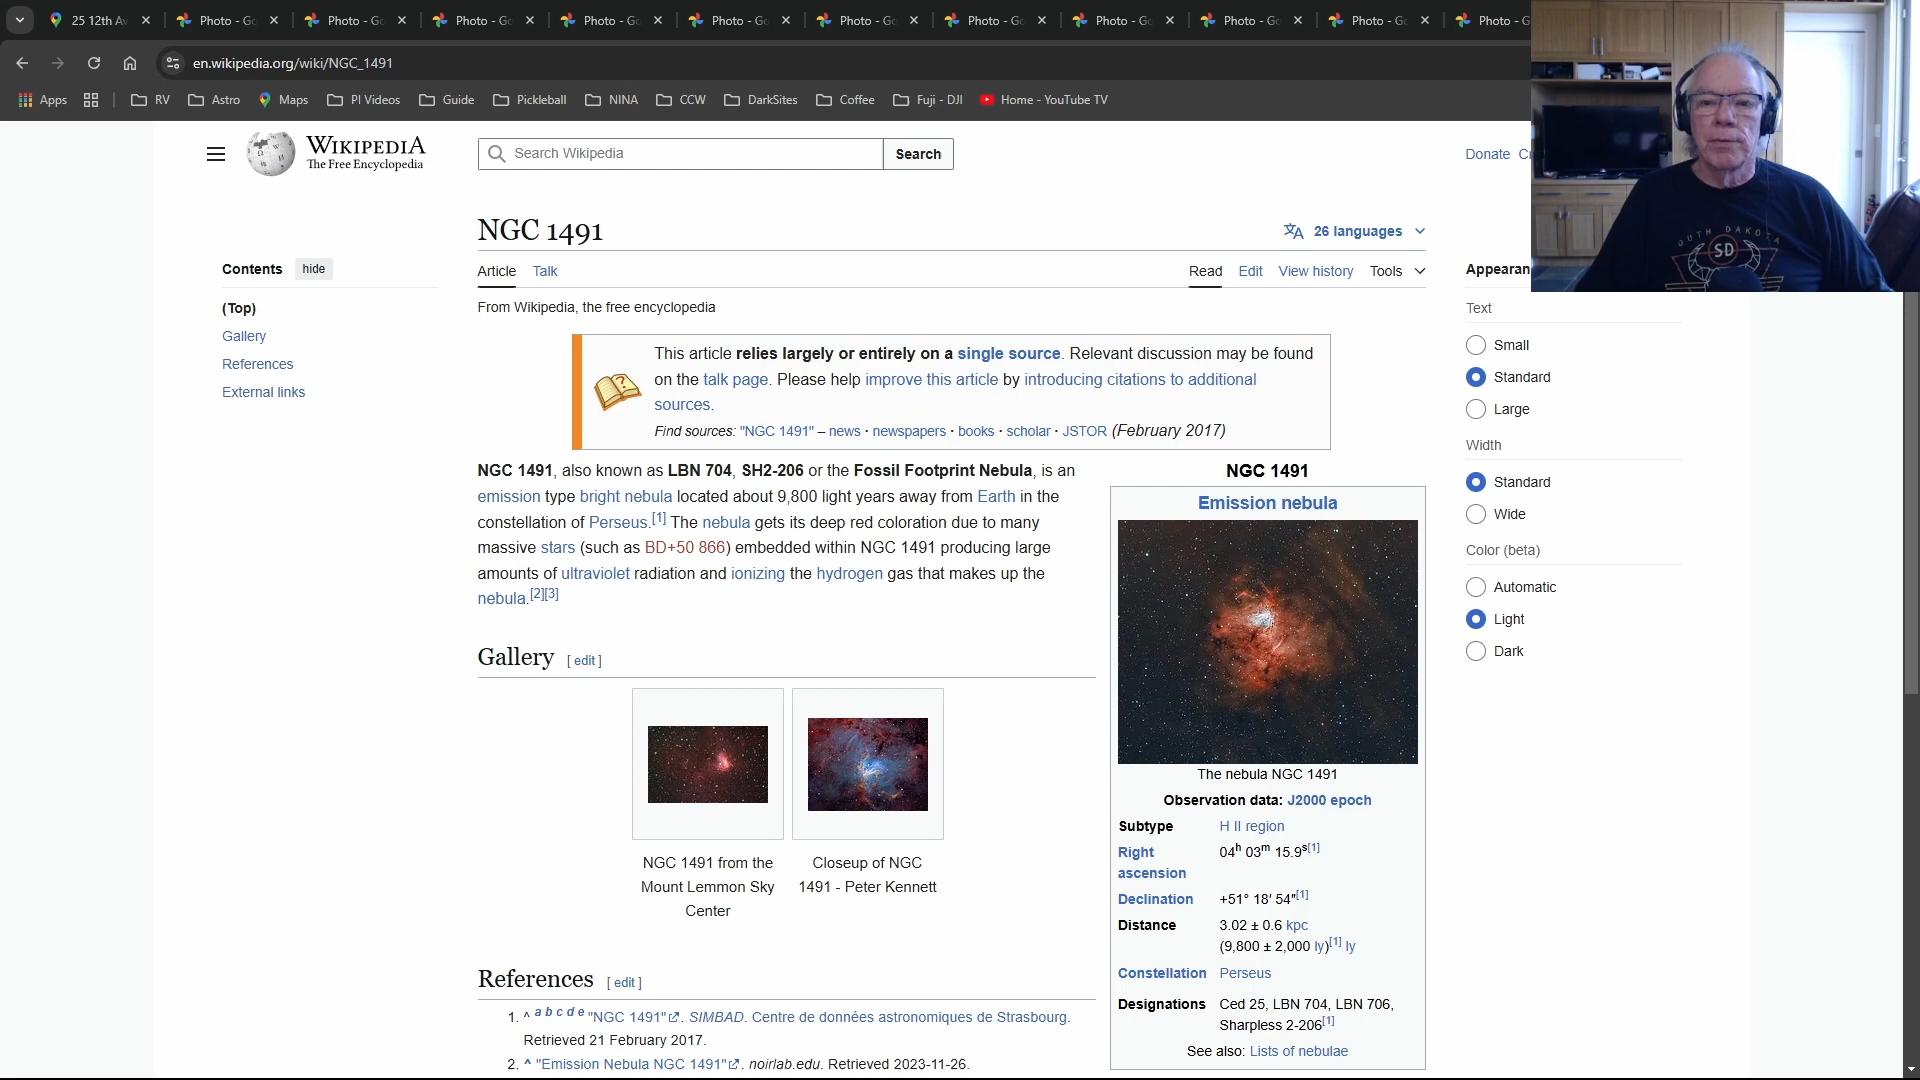 25 12th Av
Photo - Go
Photo - Go
Photo - Go
Photo - Go
Photo - Go
Photo - Go
Photo - Go
Photo - Go
Photo - Go
Photo - Go
Photo - G
en.wikipedia.org/wiki/NGC_1491
Apps
RV
Astro
Maps
PI Videos
Guide
Pickleball
NINA
CCW
DarkSites
Coffee
Fuji - DJI
Home - YouTube TV
WIKIPEDIA
The Free Encyclopedia
Search Wikipedia
Search
Donate
NGC 1491
26 languages
Contents hide
(Top)
Gallery
References
External links
Article Talk
Read Edit View history Tools
From Wikipedia, the free encyclopedia
This article relies largely or entirely on a single source. Relevant discussion may be found
on the talk page. Please help improve this article by introducing citations to additional
sources.
Find sources: "NGC 1491" – news · newspapers · books · scholar · JSTOR (February 2017)
NGC 1491, also known as LBN 704, SH2-206 or the Fossil Footprint Nebula, is an
emission type bright nebula located about 9,800 light years away from Earth in the
constellation of Perseus.[1] The nebula gets its deep red coloration due to many
massive stars (such as BD+50 866) embedded within NGC 1491 producing large
amounts of ultraviolet radiation and ionizing the hydrogen gas that makes up the
nebula.[2][3]
Gallery [ edit ]
NGC 1491 from the
Mount Lemmon Sky
Center
Closeup of NGC
1491 - Peter Kennett
References [ edit ]
1. ^ a b c d e "NGC 1491". SIMBAD. Centre de données astronomiques de Strasbourg.
Retrieved 21 February 2017.
2. ^ "Emission Nebula NGC 1491". noirlab.edu. Retrieved 2023-11-26.
NGC 1491
Emission nebula
The nebula NGC 1491
Observation data: J2000 epoch
Subtype H II region
Right ascension 04h 03m 15.9s[1]
Declination +51° 18′ 54″[1]
Distance 3.02 ± 0.6 kpc
(9,800 ± 2,000 ly)[1] ly
Constellation Perseus
Designations Ced 25, LBN 704, LBN 706,
Sharpless 2-206[1]
See also: Lists of nebulae
Appearan
Text
Small
Standard
Large
Width
Standard
Wide
Color (beta)
Automatic
Light
Dark
SOUTH DAKOTA
SD